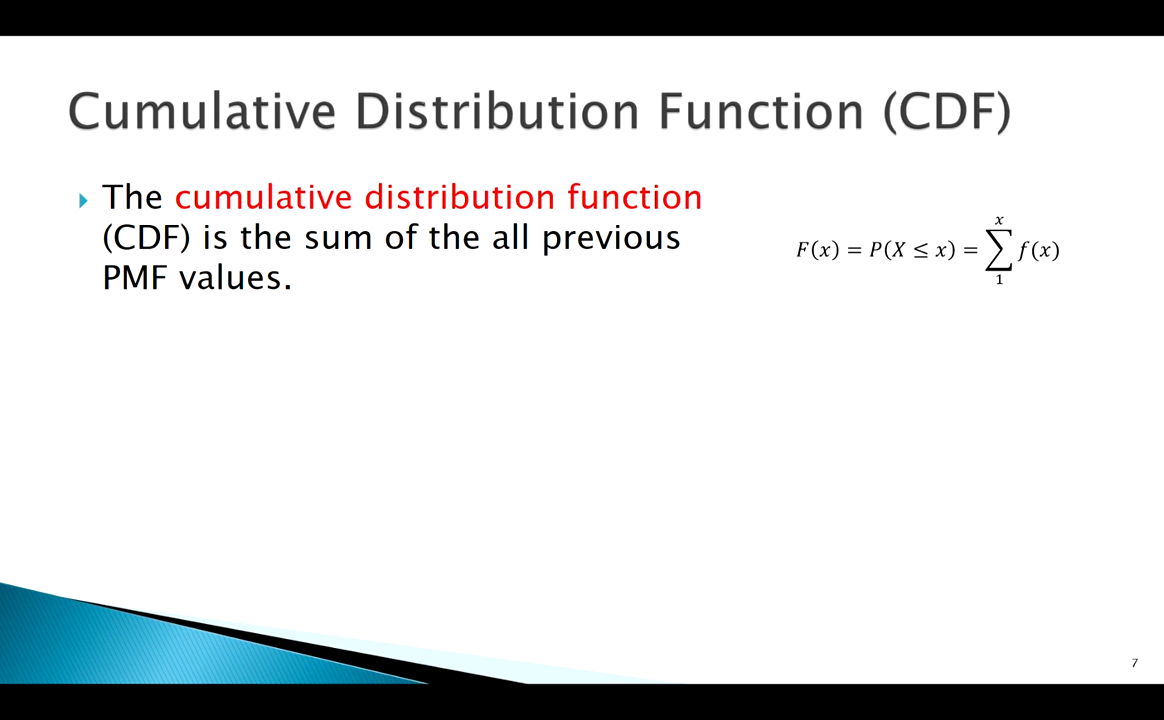 Cumulative Distribution Function (CDF)
The cumulative distribution function
(CDF) is the sum of the all previous
PMF values.
F(x) = P(X ≤ x) = ∑₁ˣ f(x)
7